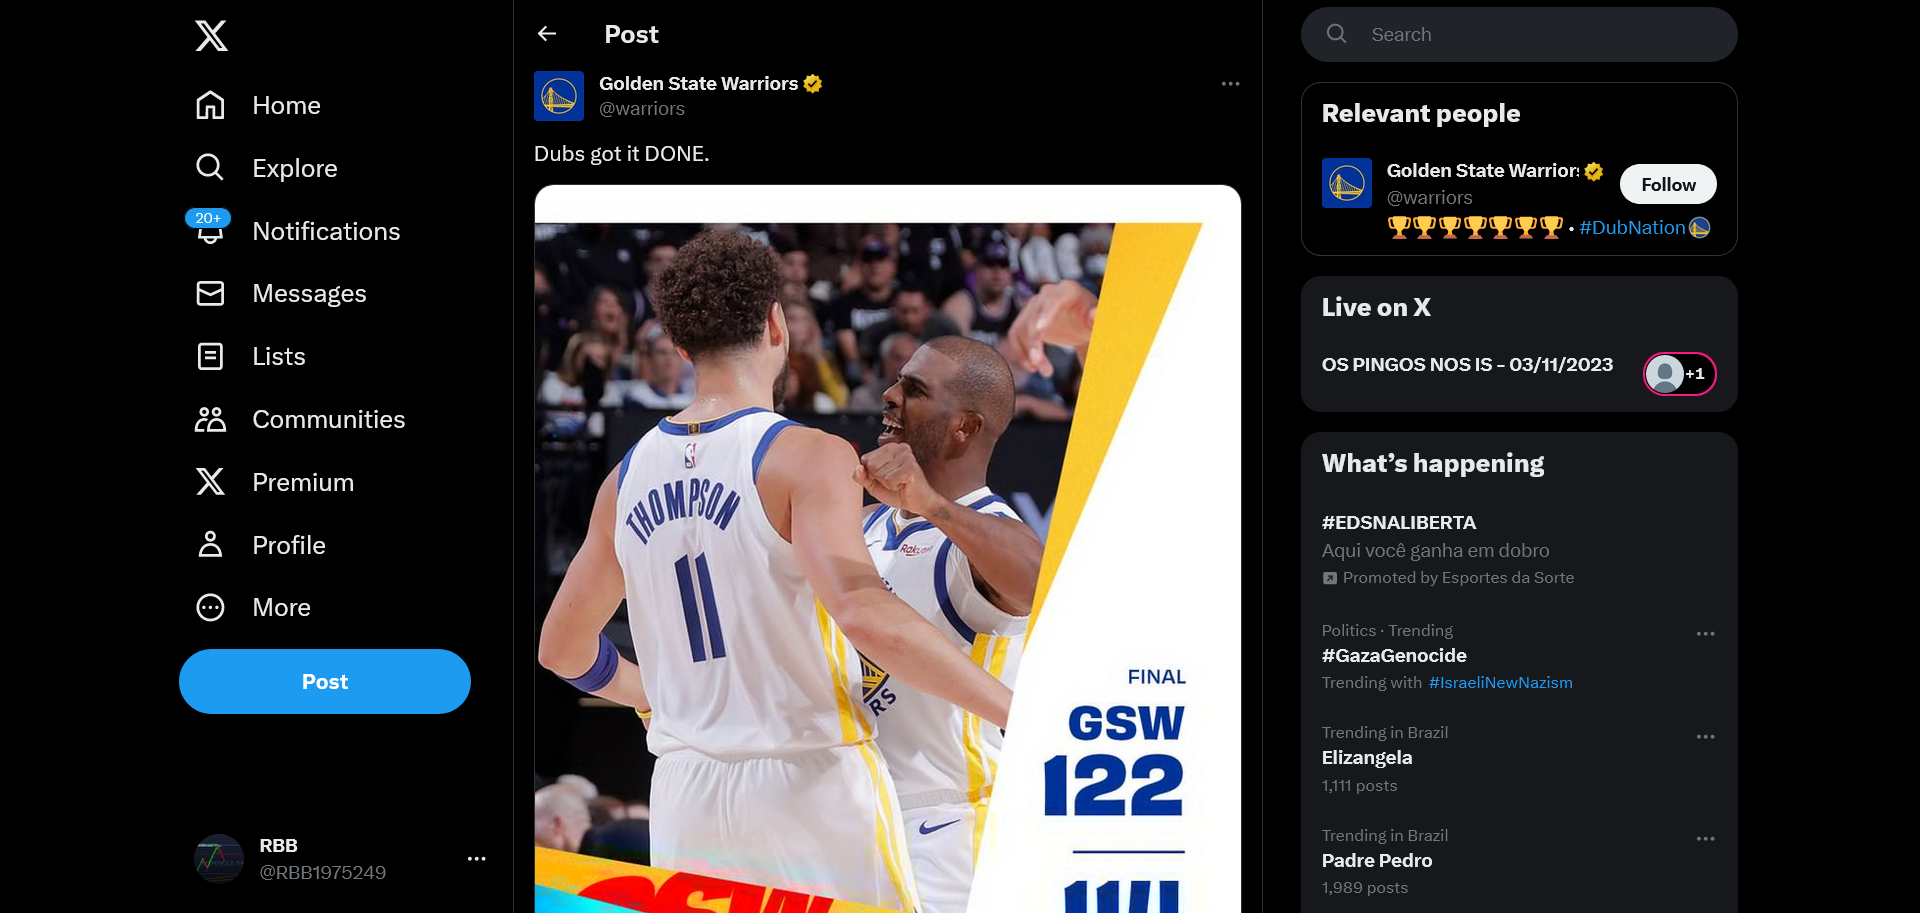 Home
Explore
20+
Notifications
Messages
Lists
Communities
Premium
Profile
More
Post
RBB
@RBB1975249
Post
Golden State Warriors
@warriors
Dubs got it DONE.
THOMPSON
11
Rakuten
RS
FINAL
GSW
122
GSW
Search
Relevant people
Golden State Warriors
@warriors
Follow
🏆🏆🏆🏆🏆🏆🏆 • #DubNation
Live on X
OS PINGOS NOS IS - 03/11/2023
+1
What’s happening
#EDSNALIBERTA
Aqui você ganha em dobro
Promoted by Esportes da Sorte
Politics · Trending
#GazaGenocide
Trending with #IsraeliNewNazism
Trending in Brazil
Elizangela
1,111 posts
Trending in Brazil
Padre Pedro
1,989 posts